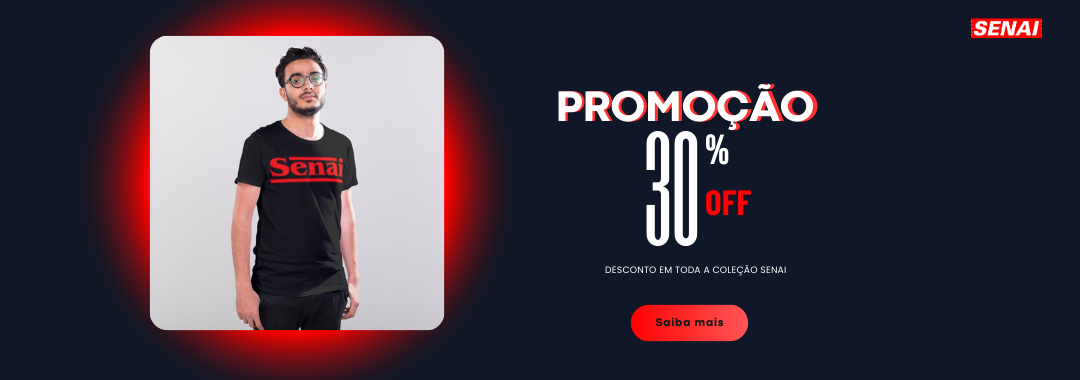 SENAI
Senai
PROMOÇÃO
30%
OFF
DESCONTO EM TODA A COLEÇÃO SENAI
Saiba mais